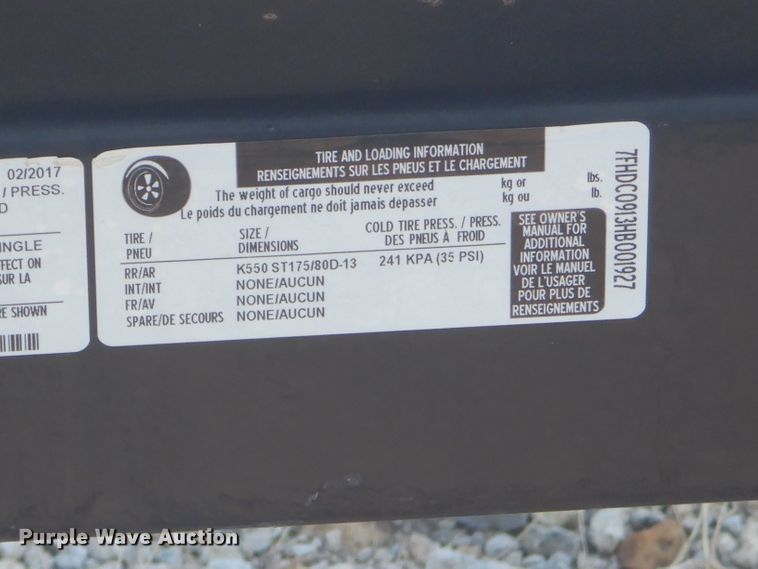 02/2017
/ PRESS.
D
INGLE
FFECT ON
SUR LA
RE SHOWN
TIRE AND LOADING INFORMATION
RENSEIGNEMENTS SUR LES PNEUS ET LE CHARGEMENT
The weight of cargo should never exceed kg or lbs.
Le poids du chargement ne doit jamais depasser kg ou lb.
TIRE / SIZE / COLD TIRE PRESS. / PRESS.
PNEU DIMENSIONS DES PNEUS À FROID
RR/AR K550 ST175/80D-13 241 KPA (35 PSI)
INT/INT NONE/AUCUN
FR/AV NONE/AUCUN
SPARE/DE SECOURS NONE/AUCUN
SEE OWNER'S
MANUAL FOR
ADDITIONAL
INFORMATION
VOIR LE MANUEL
DE L'USAGER
POUR PLUS DE
RENSEIGNEMENTS
7FHDC0913HB001927
Purple Wave Auction